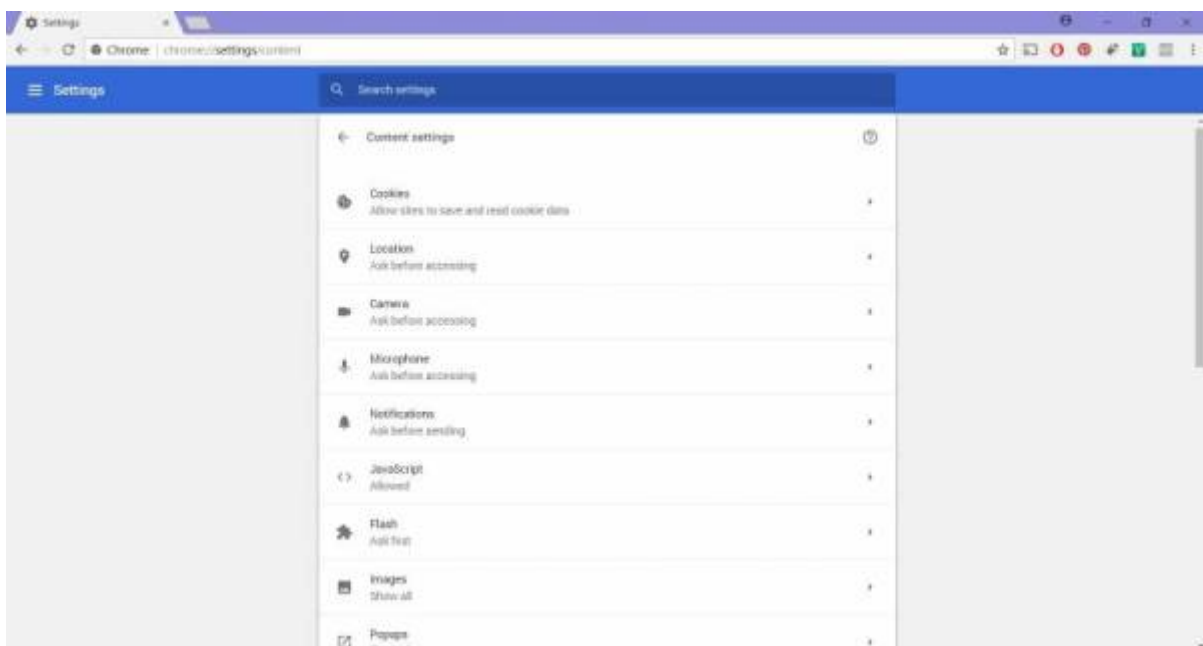 Settings
Chrome | chrome://settings/content
Settings
Search settings
Content settings
Cookies
Allow sites to save and read cookie data
Location
Ask before accessing
Camera
Ask before accessing
Microphone
Ask before accessing
Notifications
Ask before sending
JavaScript
Allowed
Flash
Ask first
Images
Show all
Popups